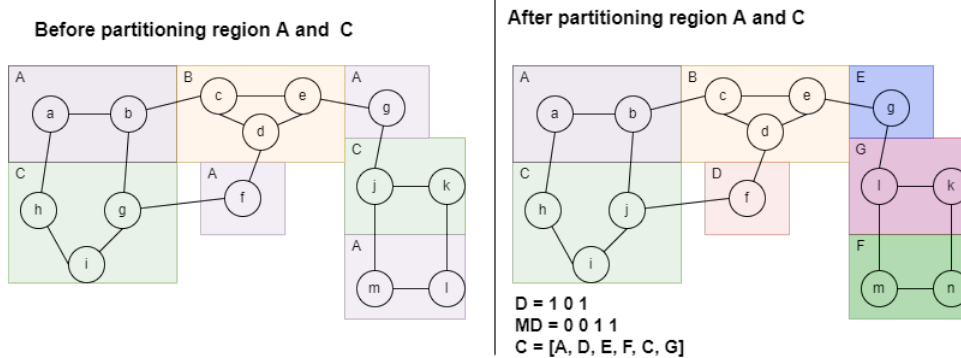 Before partitioning region A and C
A
B
A
a
b
c
e
d
g
C
A
C
h
g
f
j
k
i
A
m
l
After partitioning region A and C
A
B
E
a
b
c
e
d
g
C
D
G
h
j
f
l
k
i
F
m
n
D = 1 0 1
MD = 0 0 1 1
C = [A, D, E, F, C, G]